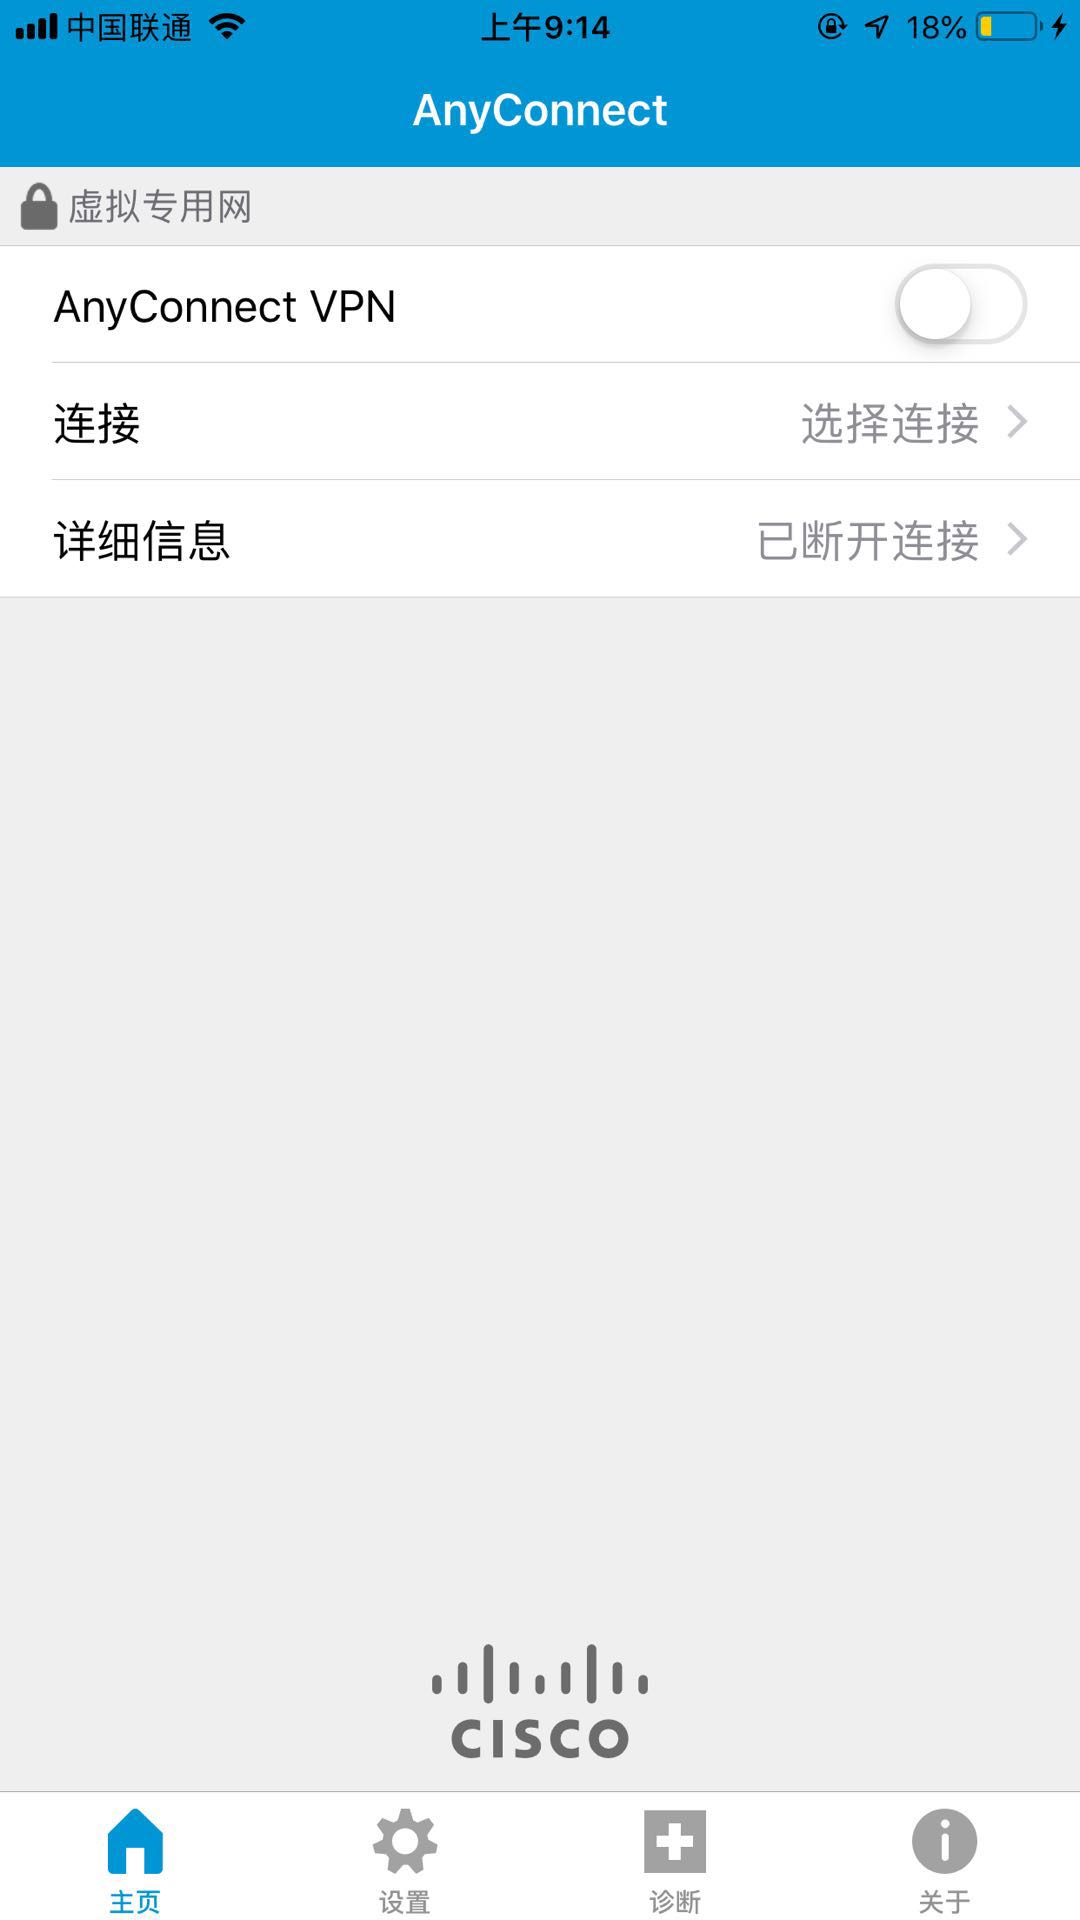 中国联通 上午9:14 18%
AnyConnect
虚拟专用网
AnyConnect VPN
连接 选择连接
详细信息 已断开连接
CISCO
主页 设置 诊断 关于